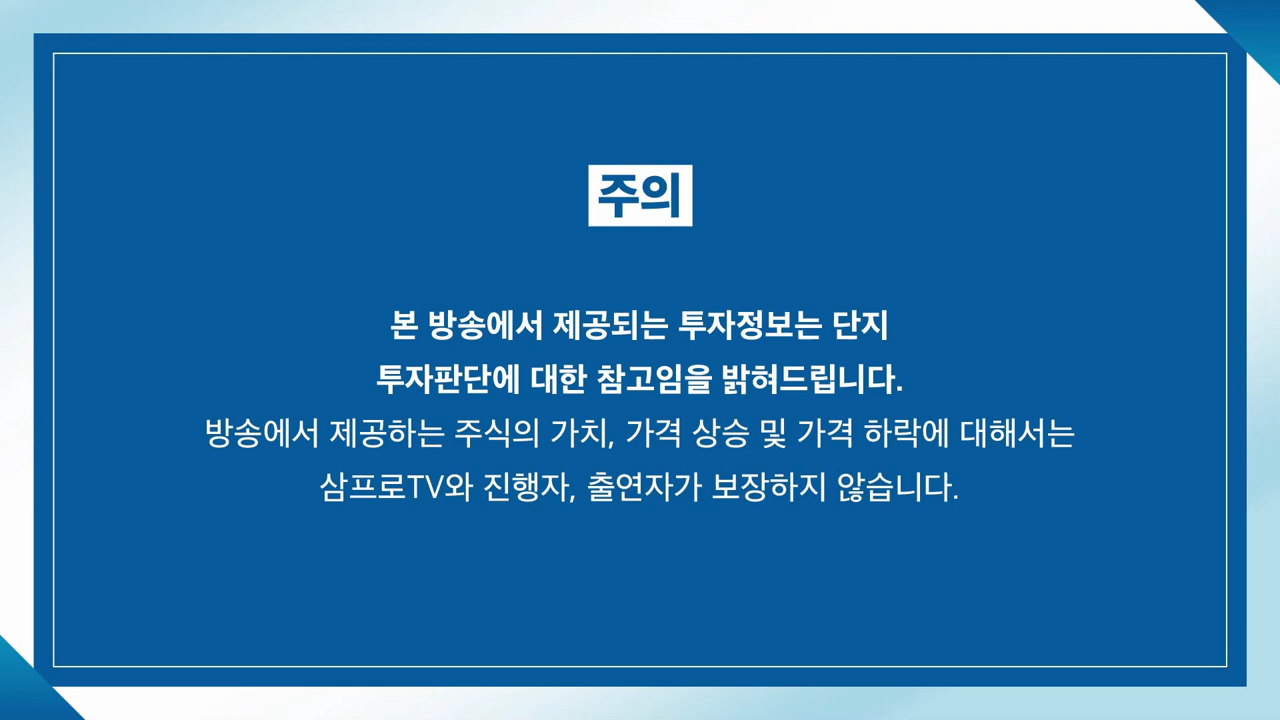 주의
본 방송에서 제공되는 투자정보는 단지
투자판단에 대한 참고임을 밝혀드립니다.
방송에서 제공하는 주식의 가치, 가격 상승 및 가격 하락에 대해서는
삼프로TV와 진행자, 출연자가 보장하지 않습니다.